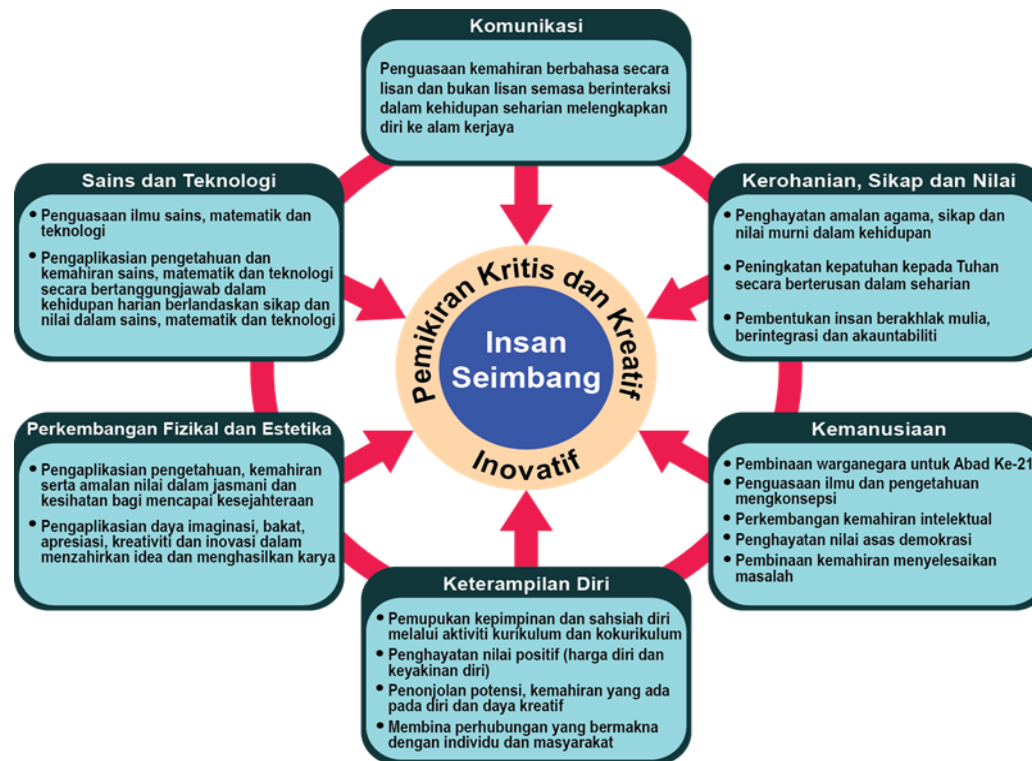 Komunikasi
Penguasaan kemahiran berbahasa secara
lisan dan bukan lisan semasa berinteraksi
dalam kehidupan seharian melengkapkan
diri ke alam kerjaya
Sains dan Teknologi
• Penguasaan ilmu sains, matematik dan
teknologi
• Pengaplikasian pengetahuan dan
kemahiran sains, matematik dan teknologi
secara bertanggungjawab dalam
kehidupan harian berlandaskan sikap dan
nilai dalam sains, matematik dan teknologi
Kerohanian, Sikap dan Nilai
• Penghayatan amalan agama, sikap dan
nilai murni dalam kehidupan
• Peningkatan kepatuhan kepada Tuhan
secara berterusan dalam seharian
• Pembentukan insan berakhlak mulia,
berintegrasi dan akauntabiliti
Pemikiran Kritis dan Kreatif
Insan
Seimbang
Inovatif
Perkembangan Fizikal dan Estetika
• Pengaplikasian pengetahuan, kemahiran
serta amalan nilai dalam jasmani dan
kesihatan bagi mencapai kesejahteraan
• Pengaplikasian daya imaginasi, bakat,
apresiasi, kreativiti dan inovasi dalam
menzahirkan idea dan menghasilkan karya
Kemanusiaan
• Pembinaan warganegara untuk Abad Ke-21
• Penguasaan ilmu dan pengetahuan
mengkonsepsi
• Perkembangan kemahiran intelektual
• Penghayatan nilai asas demokrasi
• Pembinaan kemahiran menyelesaikan
masalah
Keterampilan Diri
• Pemupukan kepimpinan dan sahsiah diri
melalui aktiviti kurikulum dan kokurikulum
• Penghayatan nilai positif (harga diri dan
keyakinan diri)
• Penonjolan potensi, kemahiran yang ada
pada diri dan daya kreatif
• Membina perhubungan yang bermakna
dengan individu dan masyarakat